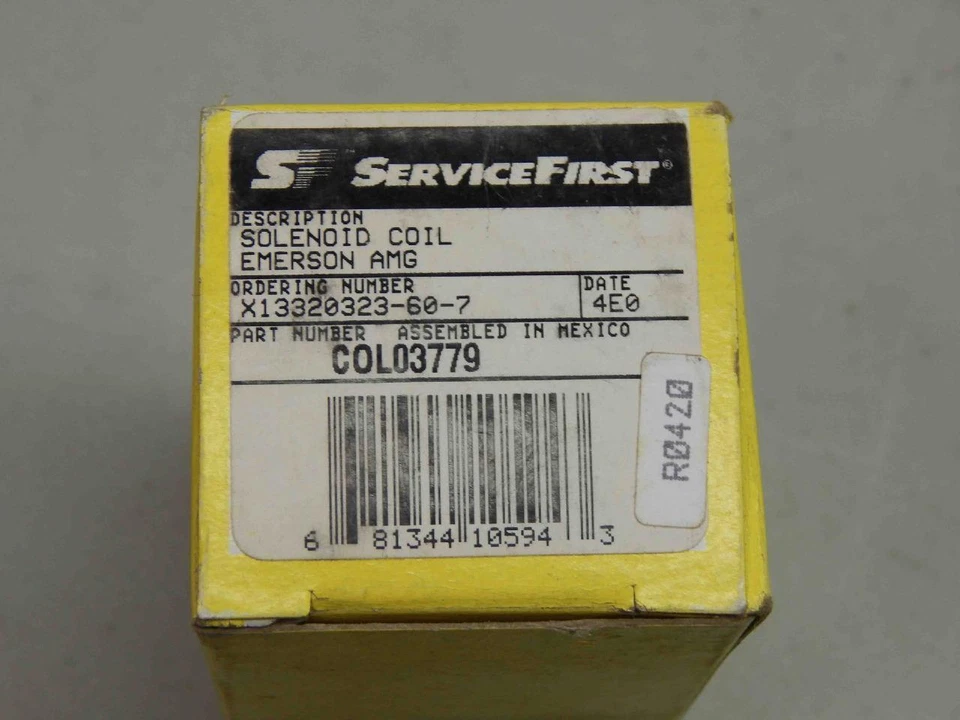 SF SERVICEFIRST®
DESCRIPTION
SOLENOID COIL
EMERSON AMG
ORDERING NUMBER DATE
X13320323-60-7 4E0
PART NUMBER ASSEMBLED IN MEXICO
COL03779
R0420
6 81344 10594 3